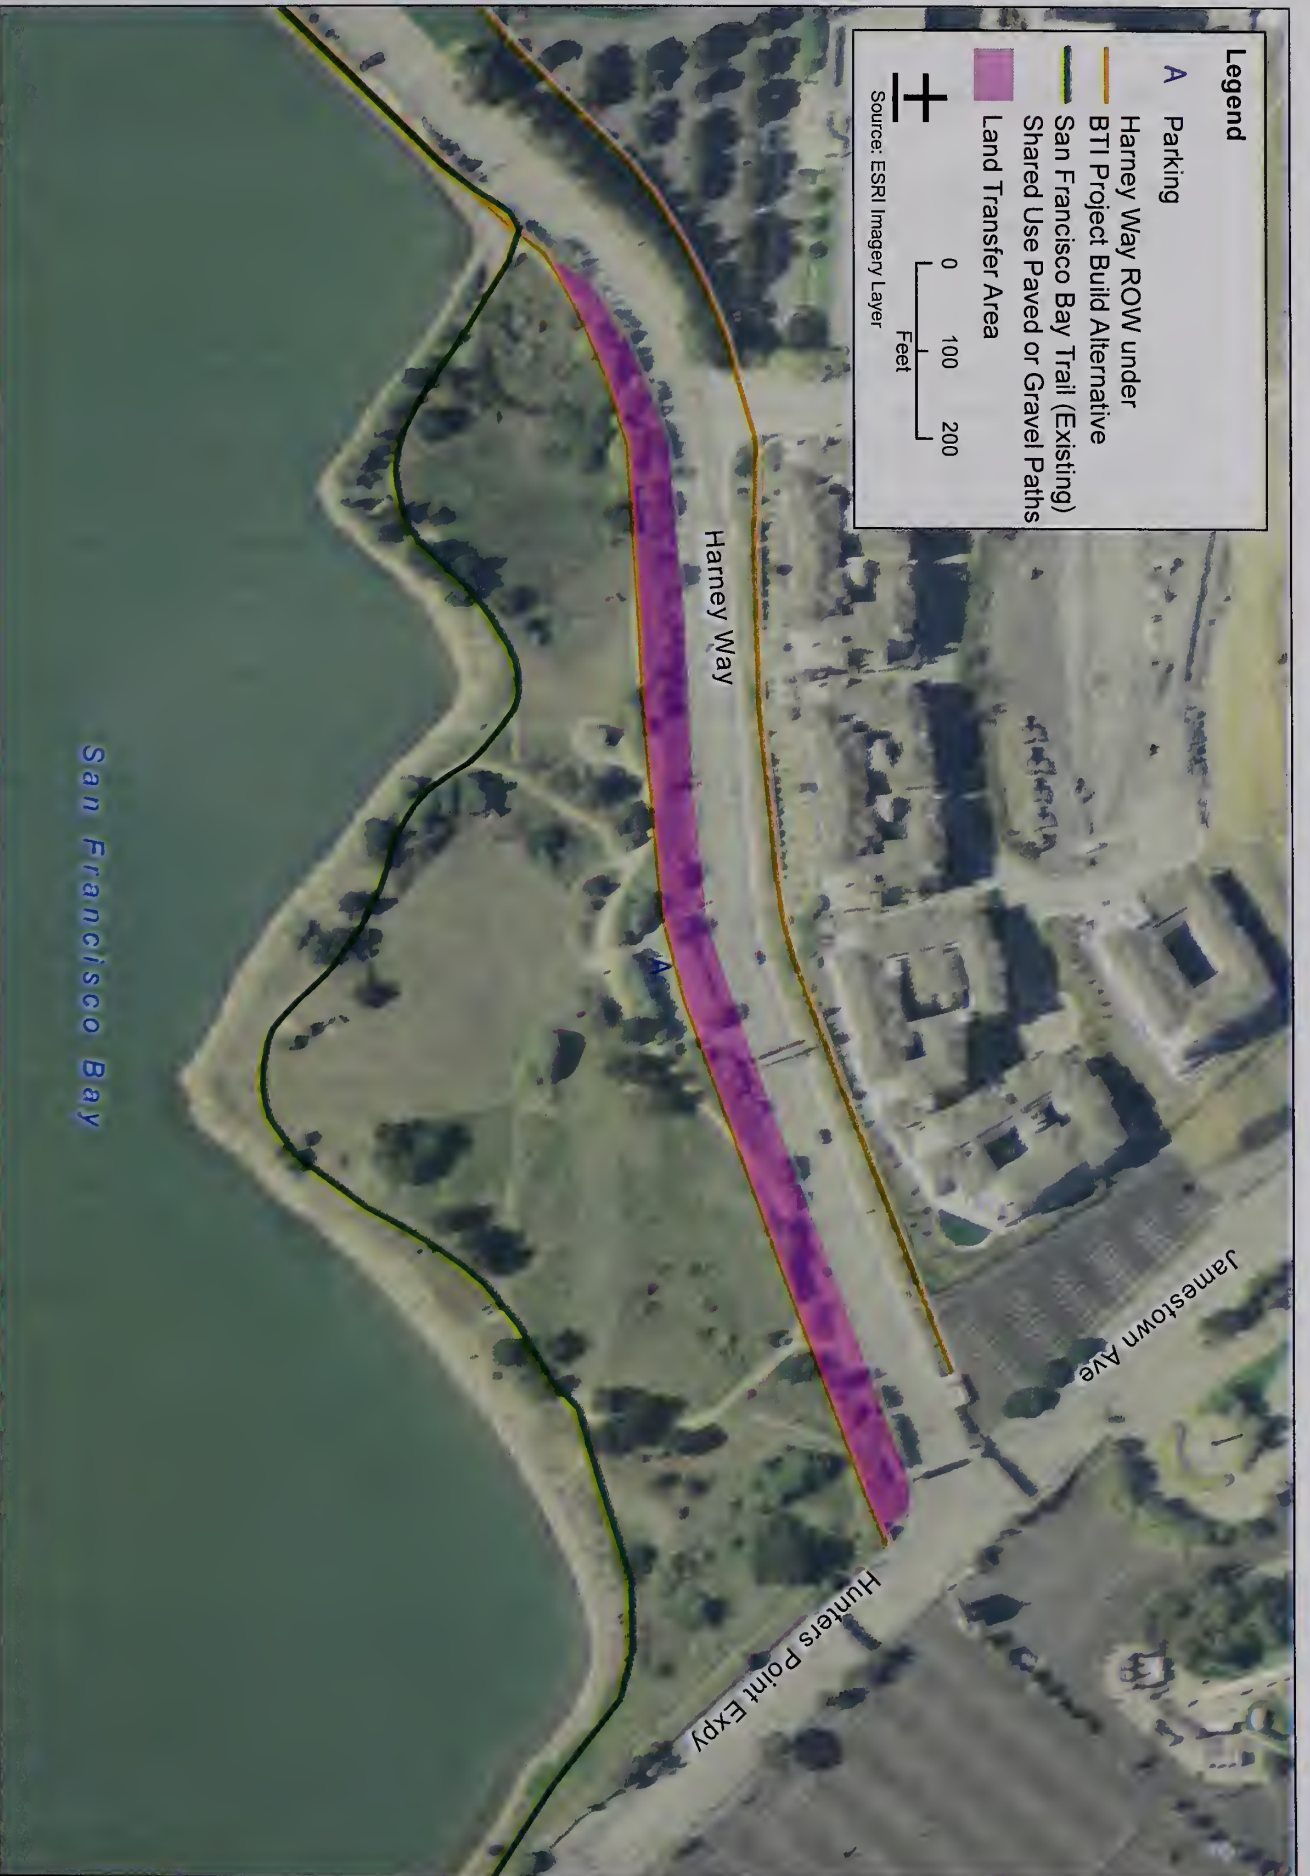 Legend
A Parking
Harney Way ROW under
BTI Project Build Alternative
San Francisco Bay Trail (Existing)
Shared Use Paved or Gravel Paths
Land Transfer Area
0 100 200
Feet
Source: ESRI Imagery Layer
Harney Way
A
Jamestown Ave
Hunters Point Expy
San Francisco Bay